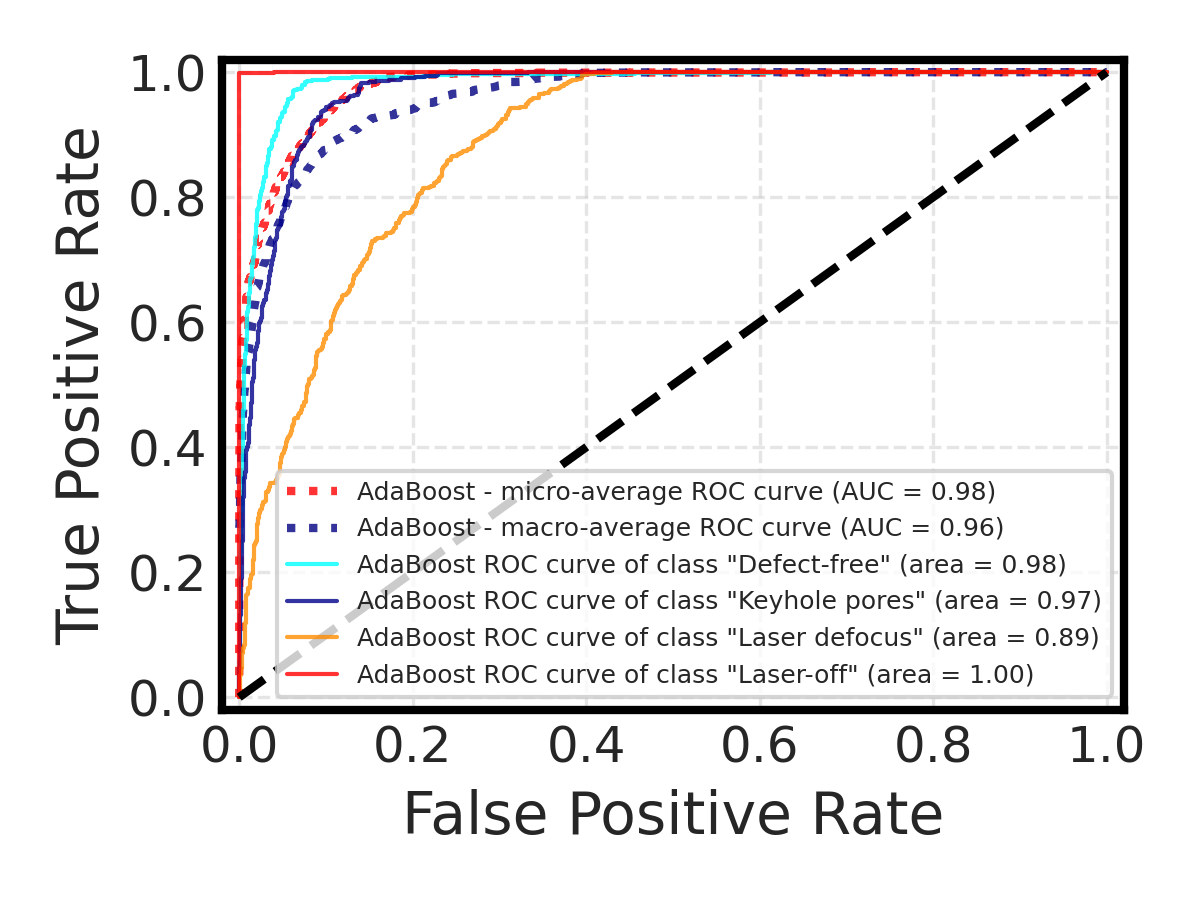 True Positive Rate
1.0
0.8
0.6
0.4
0.2
0.0
AdaBoost - micro-average ROC curve (AUC = 0.98)
AdaBoost - macro-average ROC curve (AUC = 0.96)
AdaBoost ROC curve of class "Defect-free" (area = 0.98)
AdaBoost ROC curve of class "Keyhole pores" (area = 0.97)
AdaBoost ROC curve of class "Laser defocus" (area = 0.89)
AdaBoost ROC curve of class "Laser-off" (area = 1.00)
0.0 0.2 0.4 0.6 0.8 1.0
False Positive Rate